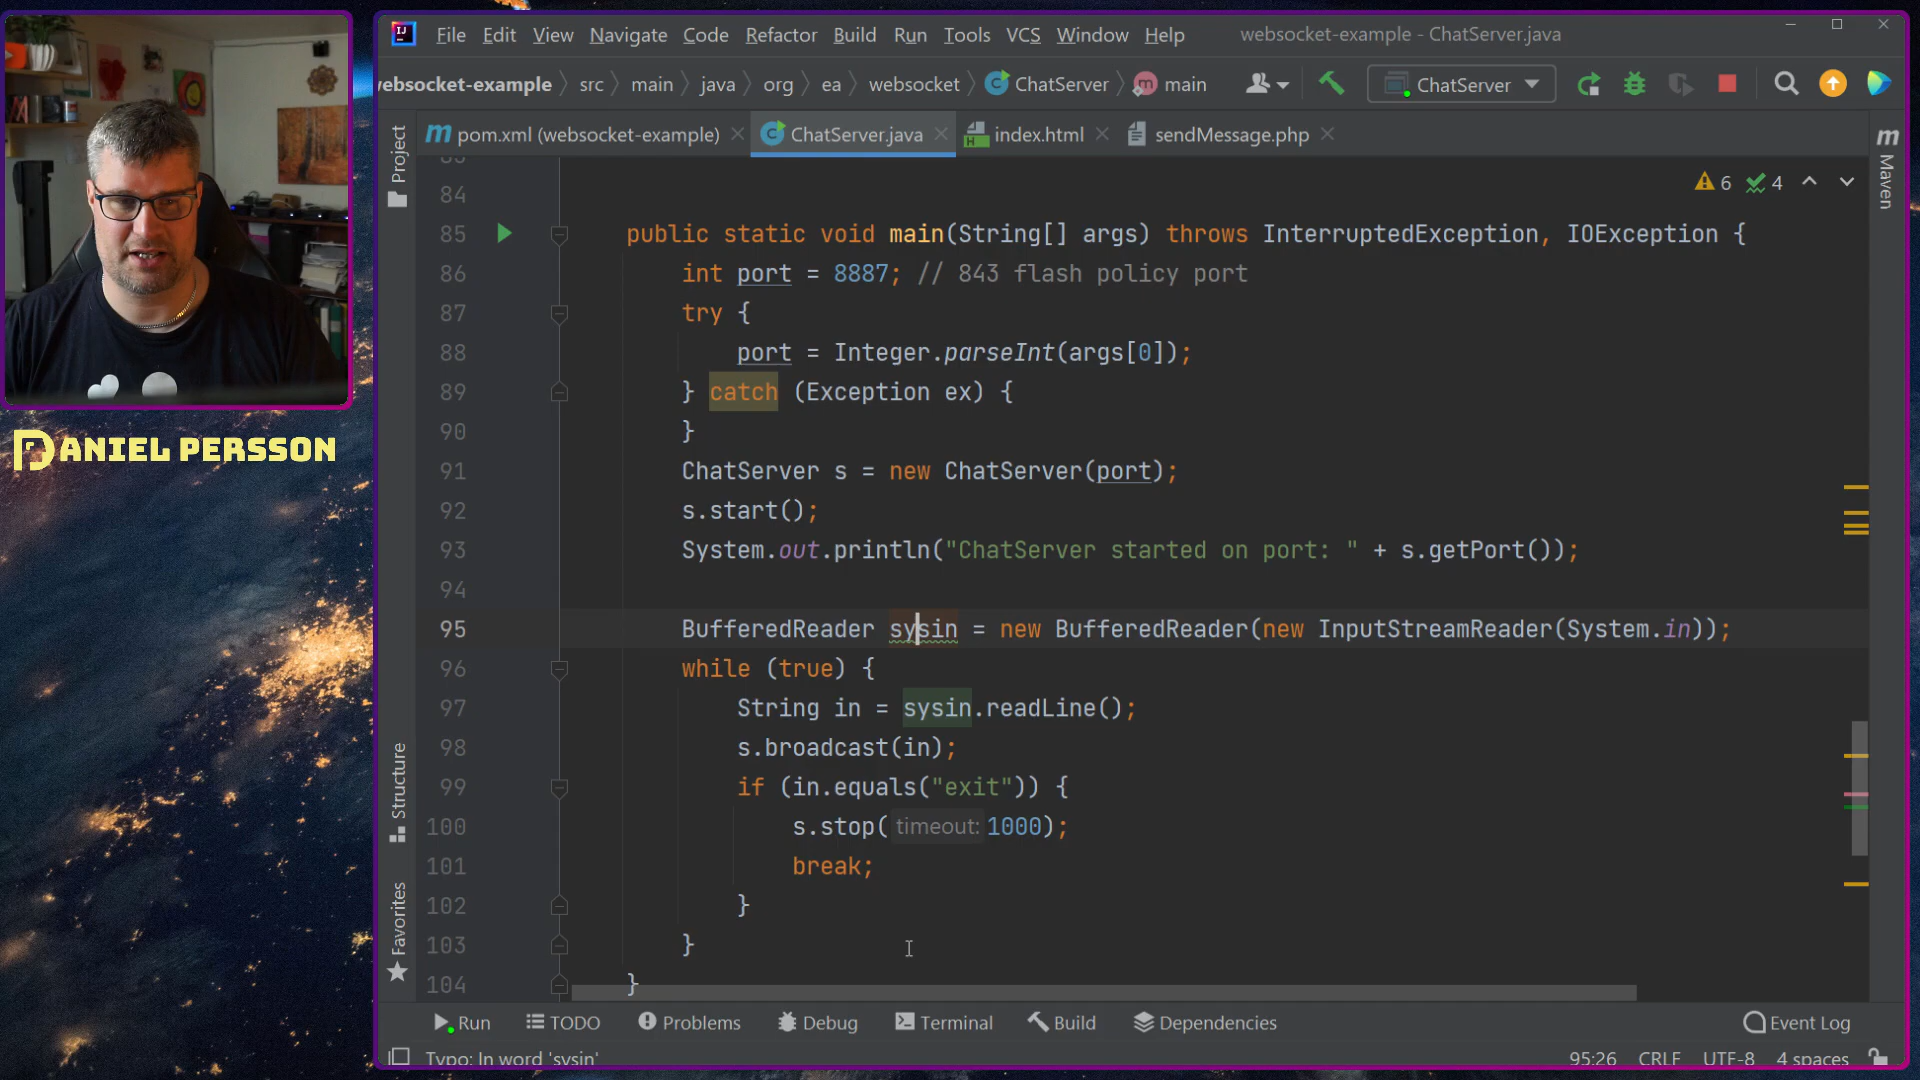 File Edit View Navigate Code Refactor Build Run Tools VCS Window Help websocket-example - ChatServer.java
websocket-example src main java org ea websocket ChatServer main ChatServer
pom.xml (websocket-example) ChatServer.java index.html sendMessage.php
Project
Maven
6 4
84
85 public static void main(String[] args) throws InterruptedException, IOException {
86 int port = 8887; // 843 flash policy port
87 try {
88 port = Integer.parseInt(args[0]);
89 } catch (Exception ex) {
90 }
91 ChatServer s = new ChatServer(port);
92 s.start();
93 System.out.println("ChatServer started on port: " + s.getPort());
94
95 BufferedReader sysin = new BufferedReader(new InputStreamReader(System.in));
96 while (true) {
97 String in = sysin.readLine();
98 s.broadcast(in);
99 if (in.equals("exit")) {
100 s.stop( timeout: 1000);
101 break;
102 }
103 }
104 }
Structure
Favorites
Run TODO Problems Debug Terminal Build Dependencies Event Log
Typo: In word 'sysin' 95:26 CRLF UTF-8 4 spaces
DANIEL PERSSON